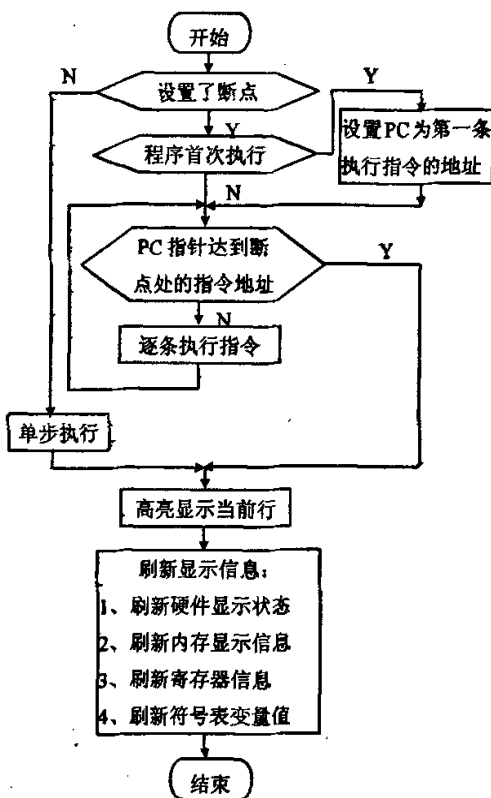 开始
N
设置了断点
Y
Y
程序首次执行
设置PC为第一条
执行指令的地址
N
PC指针达到断
点处的指令地址
Y
N
逐条执行指令
单步执行
高亮显示当前行
刷新显示信息：
1、刷新硬件显示状态
2、刷新内存显示信息
3、刷新寄存器信息
4、刷新符号表变量值
结束